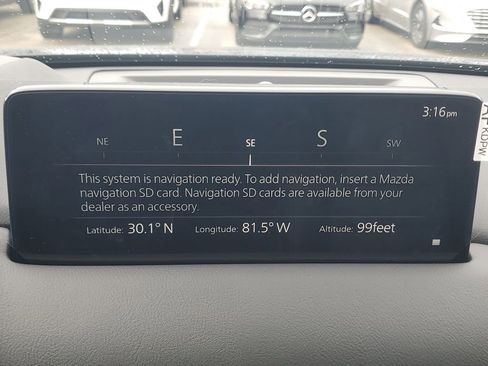 3:16pm
NE E SE S SW
This system is navigation ready. To add navigation, insert a Mazda
navigation SD card. Navigation SD cards are available from your
dealer as an accessory.
Latitude: 30.1° N Longitude: 81.5° W Altitude: 99feet
KDPW